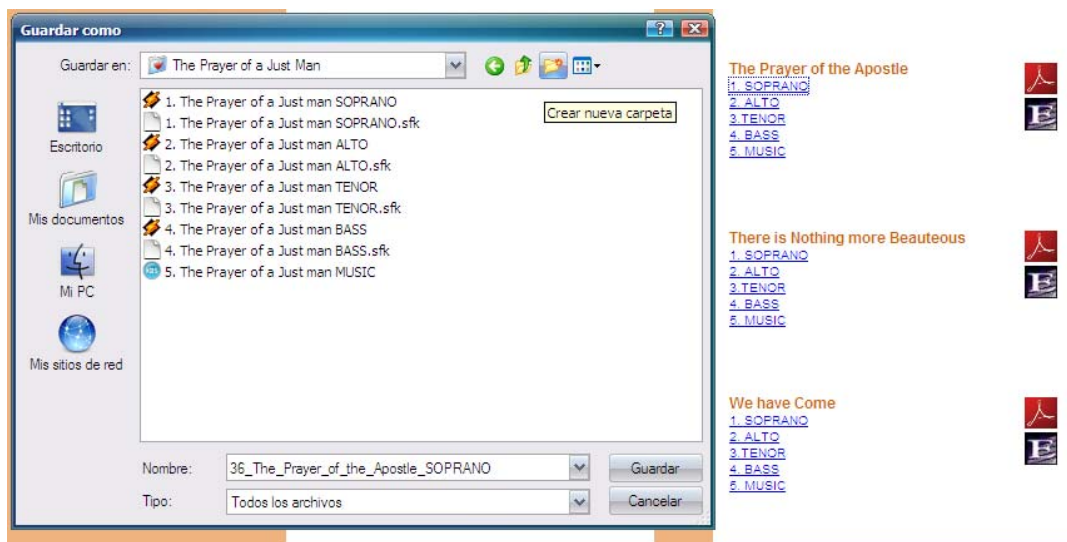 Guardar como
Guardar en:
The Prayer of a Just Man
Crear nueva carpeta
Escritorio
Mis documentos
Mi PC
Mis sitios de red
1. The Prayer of a Just man SOPRANO
1. The Prayer of a Just man SOPRANO.sfk
2. The Prayer of a Just man ALTO
2. The Prayer of a Just man ALTO.sfk
3. The Prayer of a Just man TENOR
3. The Prayer of a Just man TENOR.sfk
4. The Prayer of a Just man BASS
4. The Prayer of a Just man BASS.sfk
5. The Prayer of a Just man MUSIC
Nombre:
36_The_Prayer_of_the_Apostle_SOPRANO
Guardar
Tipo:
Todos los archivos
Cancelar
The Prayer of the Apostle
1. SOPRANO
2. ALTO
3.TENOR
4. BASS
5. MUSIC
There is Nothing more Beauteous
1. SOPRANO
2. ALTO
3.TENOR
4. BASS
5. MUSIC
We have Come
1. SOPRANO
2. ALTO
3.TENOR
4. BASS
5. MUSIC